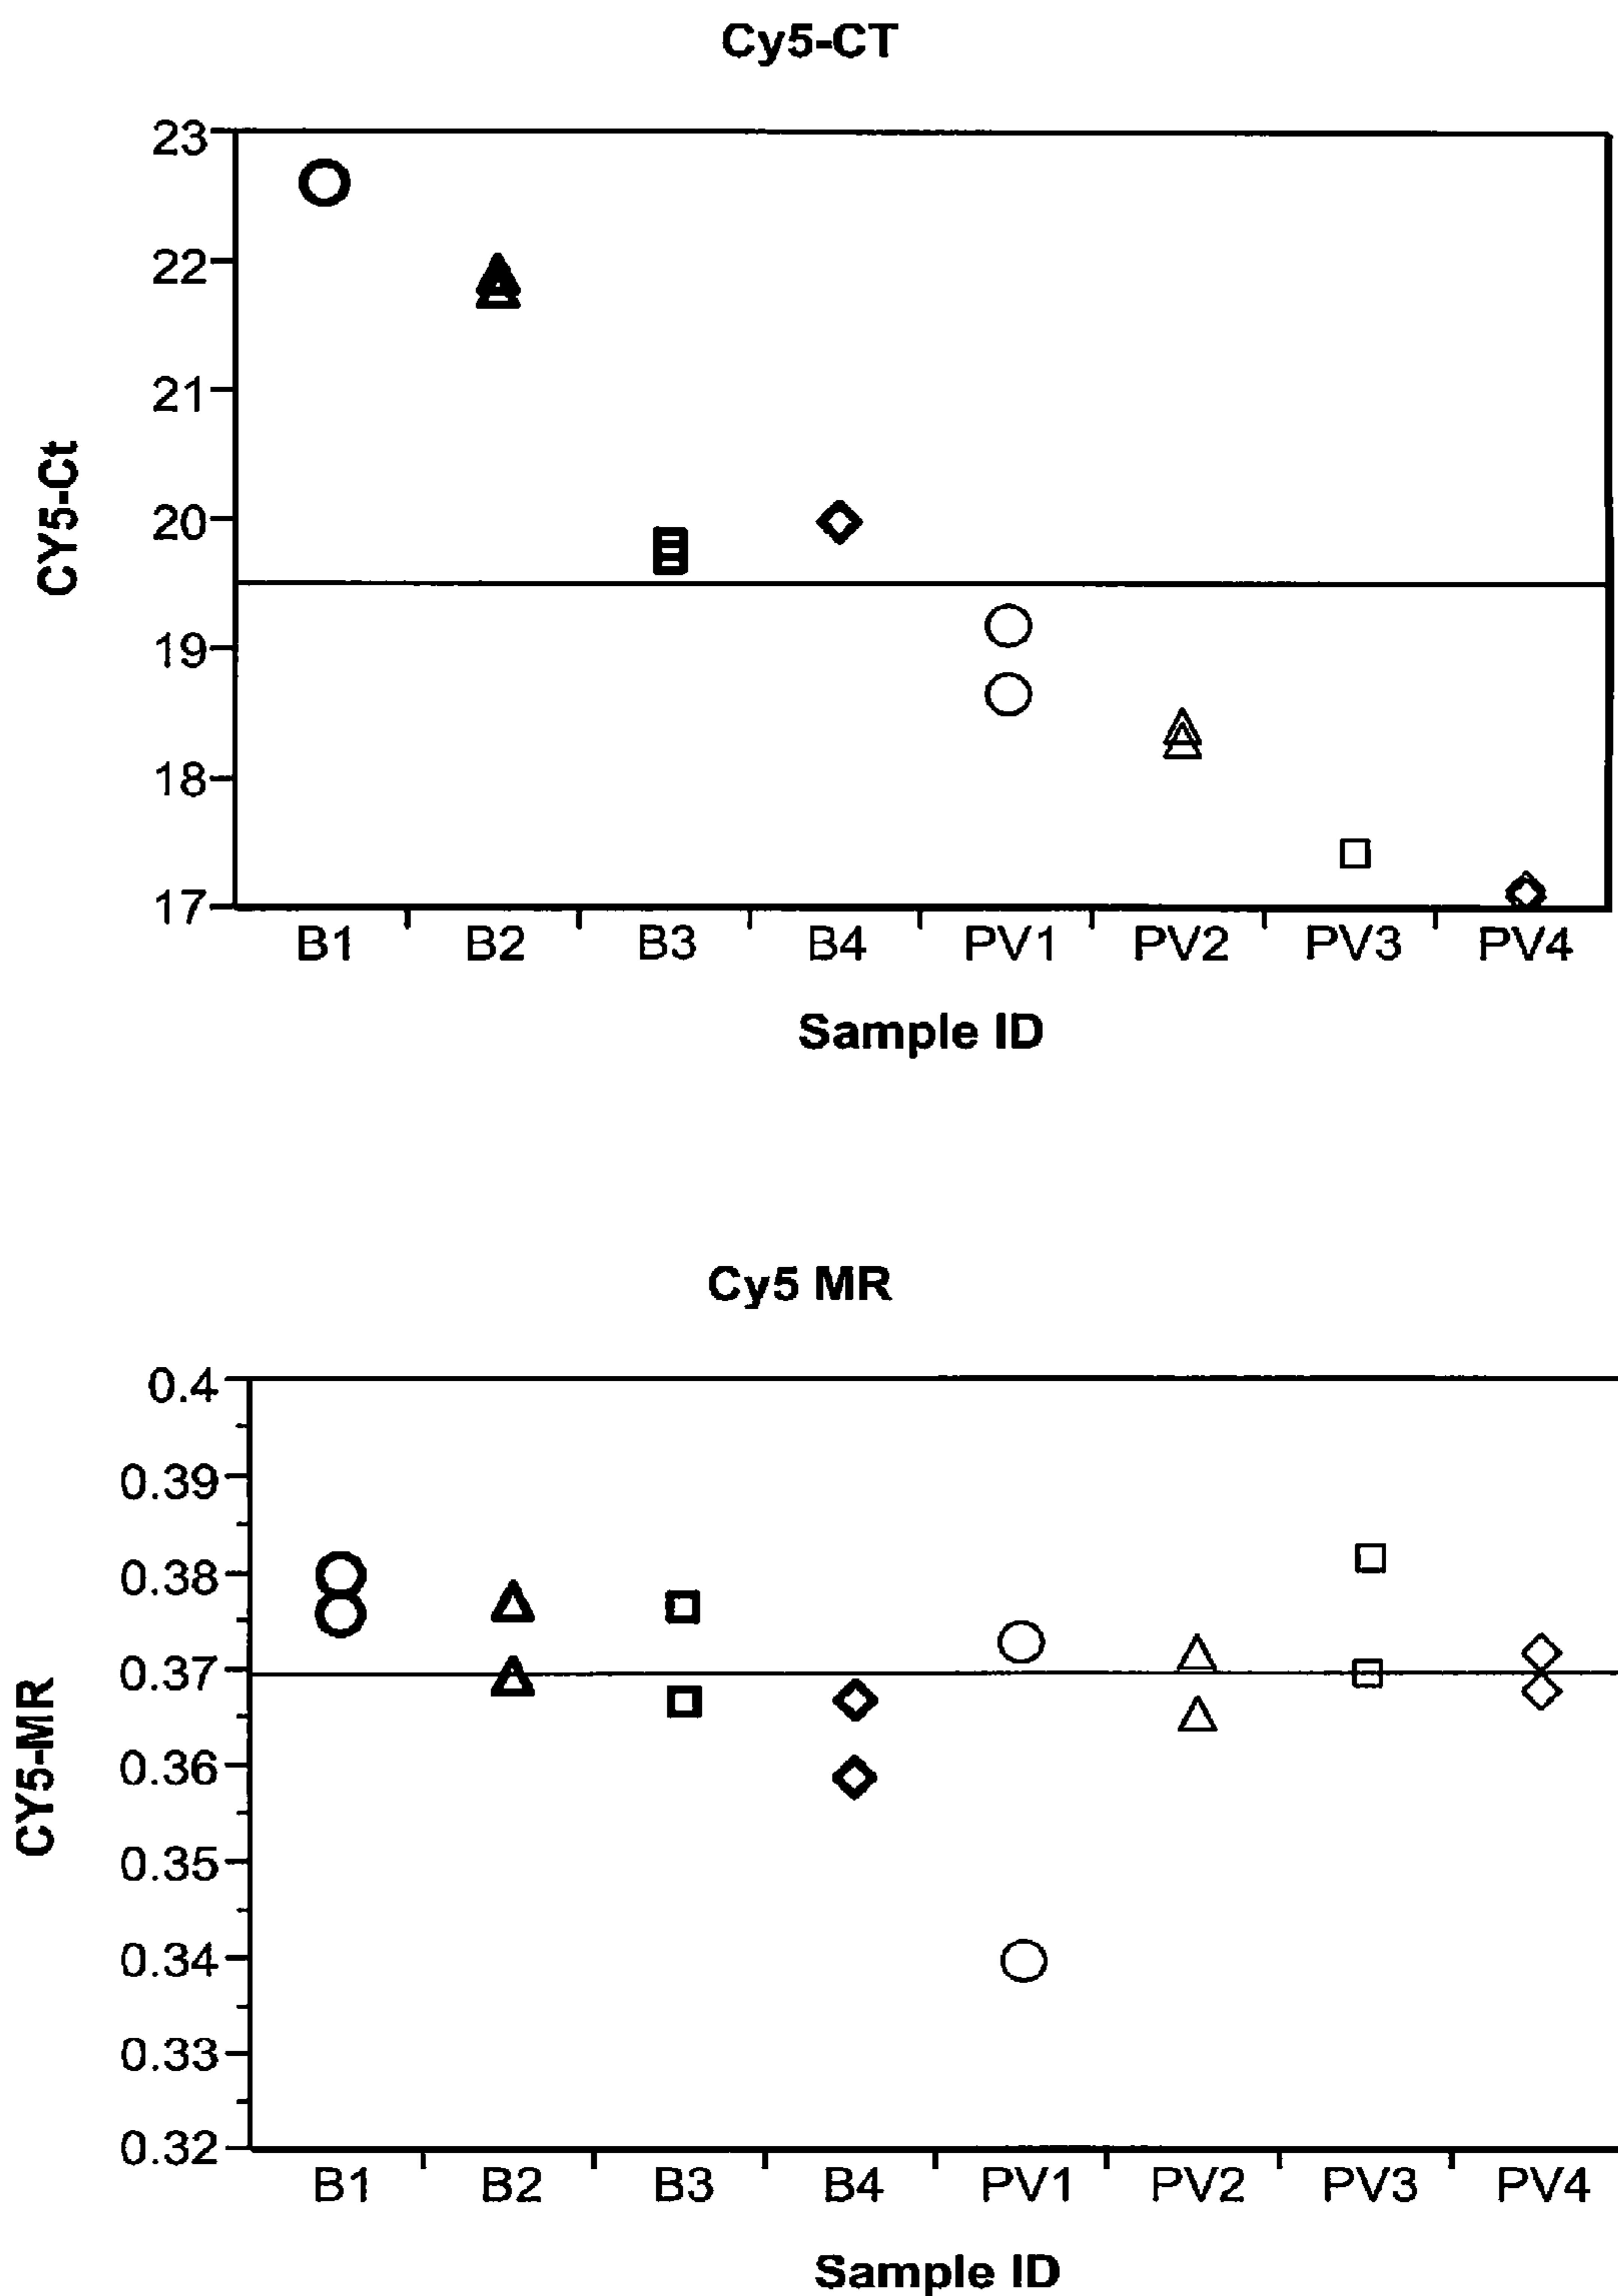 Cy5-CT
23
22
21
20
19
18
17
CY5-Ct
B1 B2 B3 B4 PV1 PV2 PV3 PV4
Sample ID
Cy5 MR
0.4
0.39
0.38
0.37
0.36
0.35
0.34
0.33
0.32
CY5-MR
B1 B2 B3 B4 PV1 PV2 PV3 PV4
Sample ID